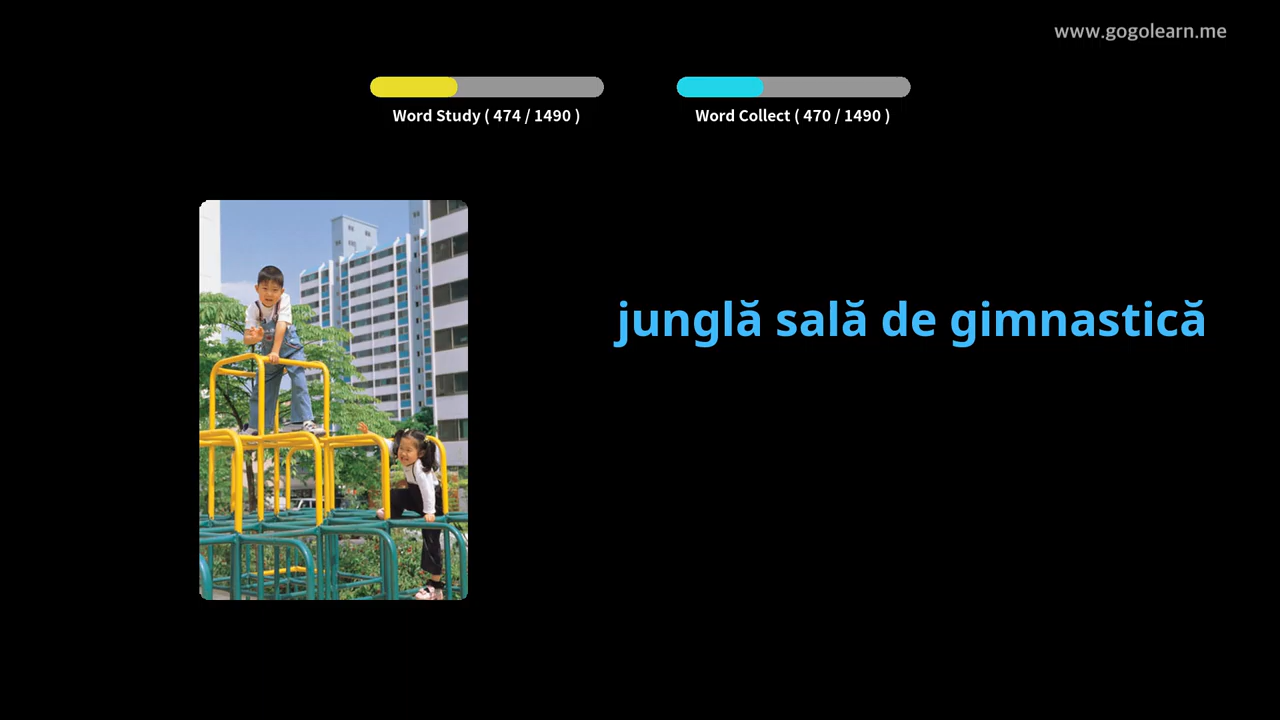 www.gogolearn.me
Word Study ( 474 / 1490 )
Word Collect ( 470 / 1490 )
junglă sală de gimnastică